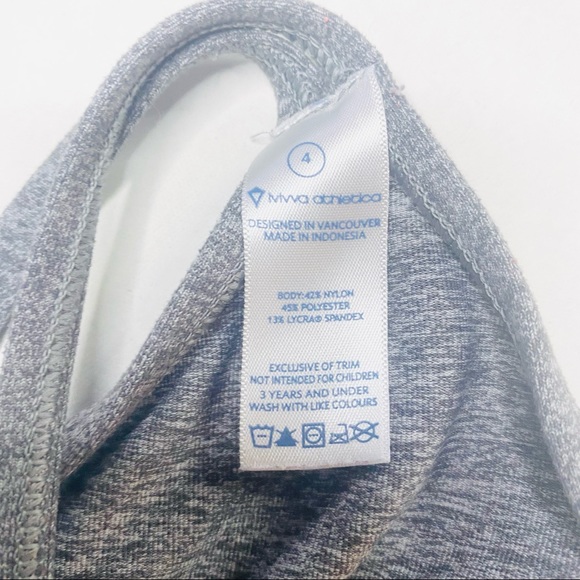 4
ivivva athletica
DESIGNED IN VANCOUVER
MADE IN INDONESIA
BODY:42% NYLON
45% POLYESTER
13% LYCRA® SPANDEX
EXCLUSIVE OF TRIM
NOT INTENDED FOR CHILDREN
3 YEARS AND UNDER
WASH WITH LIKE COLOURS